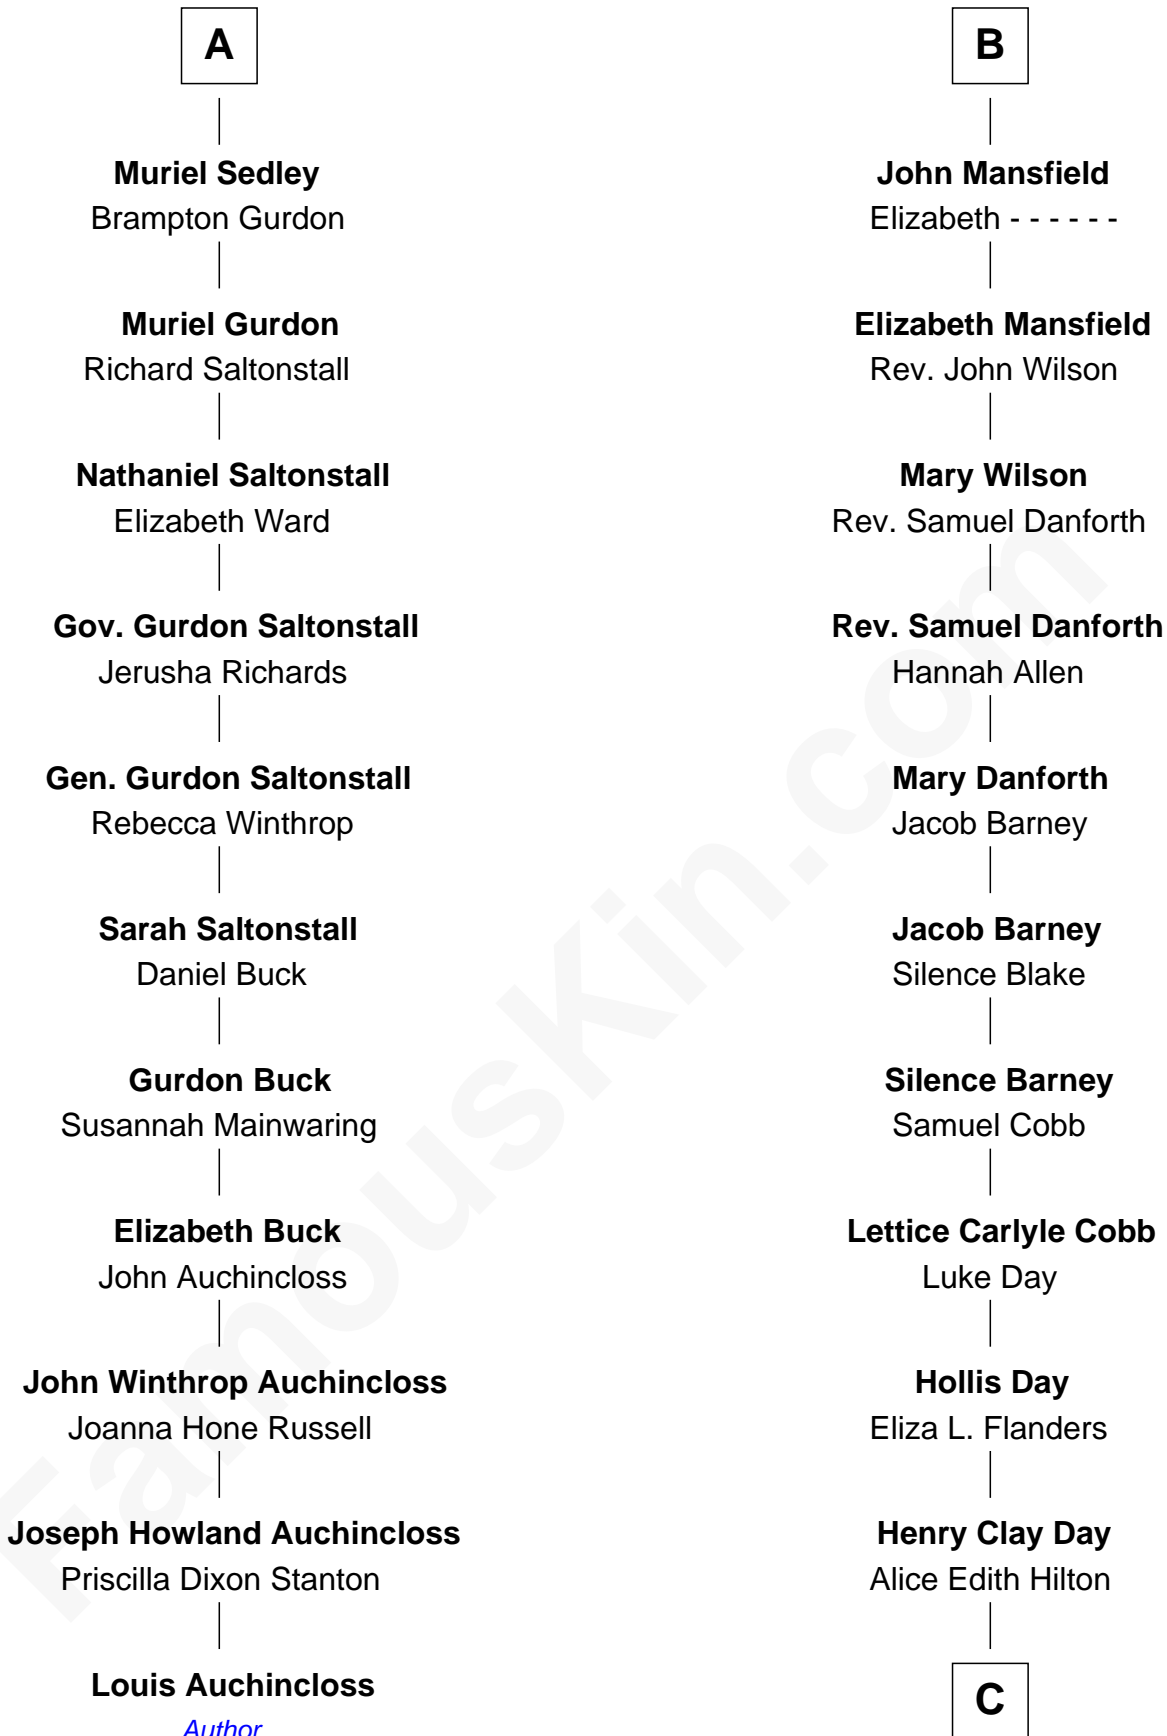 A
Muriel Sedley
Brampton Gurdon
Muriel Gurdon
Richard Saltonstall
Nathaniel Saltonstall
Elizabeth Ward
Gov. Gurdon Saltonstall
Jerusha Richards
Gen. Gurdon Saltonstall
Rebecca Winthrop
Sarah Saltonstall
Daniel Buck
Gurdon Buck
Susannah Mainwaring
Elizabeth Buck
John Auchincloss
John Winthrop Auchincloss
Joanna Hone Russell
Joseph Howland Auchincloss
Priscilla Dixon Stanton
Louis Auchincloss
Author
B
John Mansfield
Elizabeth - - - - - -
Elizabeth Mansfield
Rev. John Wilson
Mary Wilson
Rev. Samuel Danforth
Rev. Samuel Danforth
Hannah Allen
Mary Danforth
Jacob Barney
Jacob Barney
Silence Blake
Silence Barney
Samuel Cobb
Lettice Carlyle Cobb
Luke Day
Hollis Day
Eliza L. Flanders
Henry Clay Day
Alice Edith Hilton
C
FamousKin.com